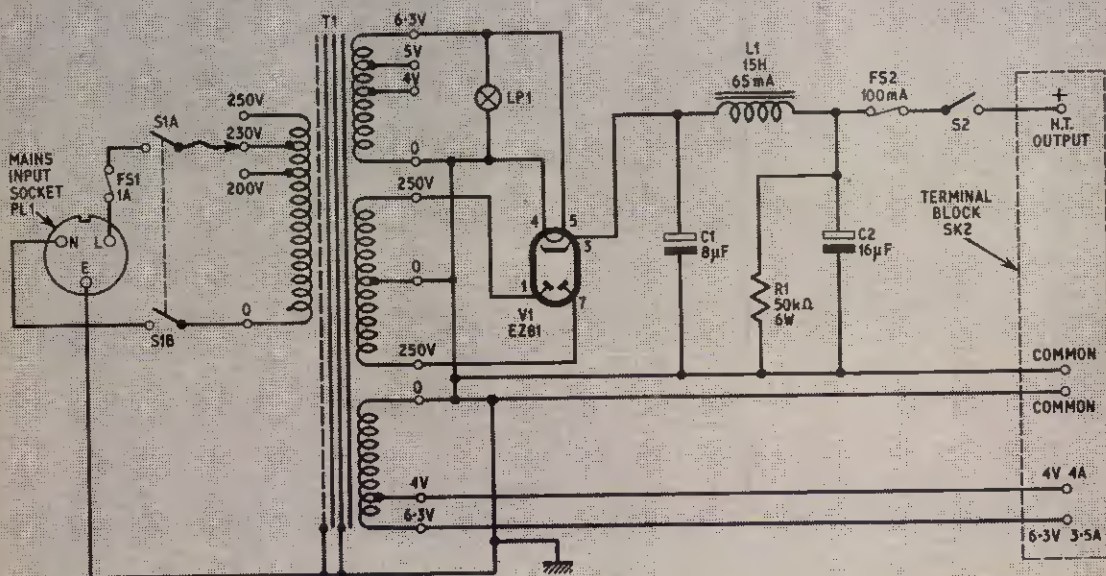 T1
6·3V
5V
4V
0
LP1
250V
230V
200V
0
S1A
S1B
MAINS
INPUT
SOCKET
PL1
FS1
1A
N
L
E
250V
0
250V
4
5
3
1
7
V1
EZ81
L1
15H
65mA
C1
8µF
R1
50kΩ
6W
C2
16µF
FS2
100mA
S2
+
H.T.
OUTPUT
TERMINAL
BLOCK
SK2
COMMON
COMMON
0
4V
6·3V
4V 4A
6·3V 3·5A